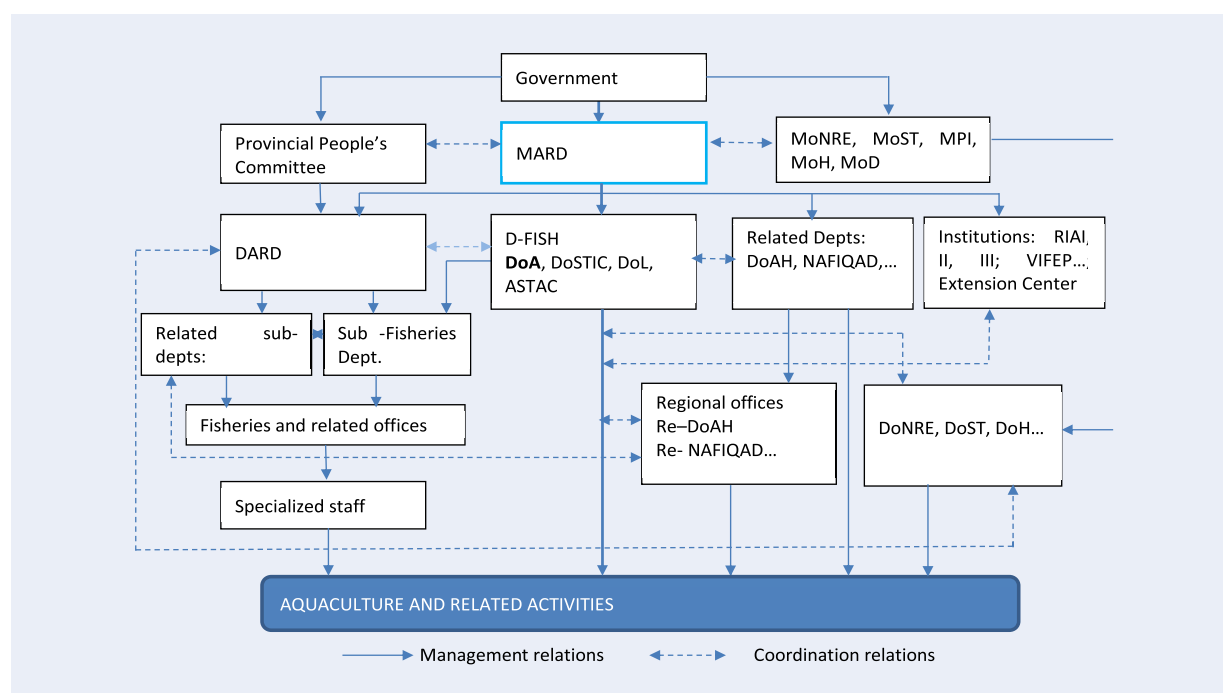 Government
Provincial People's
Committee
MARD
MoNRE, MoST, MPI,
MoH, MoD
DARD
D-FISH
DoA, DoSTIC, DoL,
ASTAC
Related Depts:
DoAH, NAFIQAD,...
Institutions: RIAI,
II, III; VIFEP...;
Extension Center
Related sub-
depts:
Sub -Fisheries
Dept.
Regional offices
Re–DoAH
Re- NAFIQAD...
DoNRE, DoST, DoH...
Fisheries and related offices
Specialized staff
AQUACULTURE AND RELATED ACTIVITIES
Management relations
Coordination relations